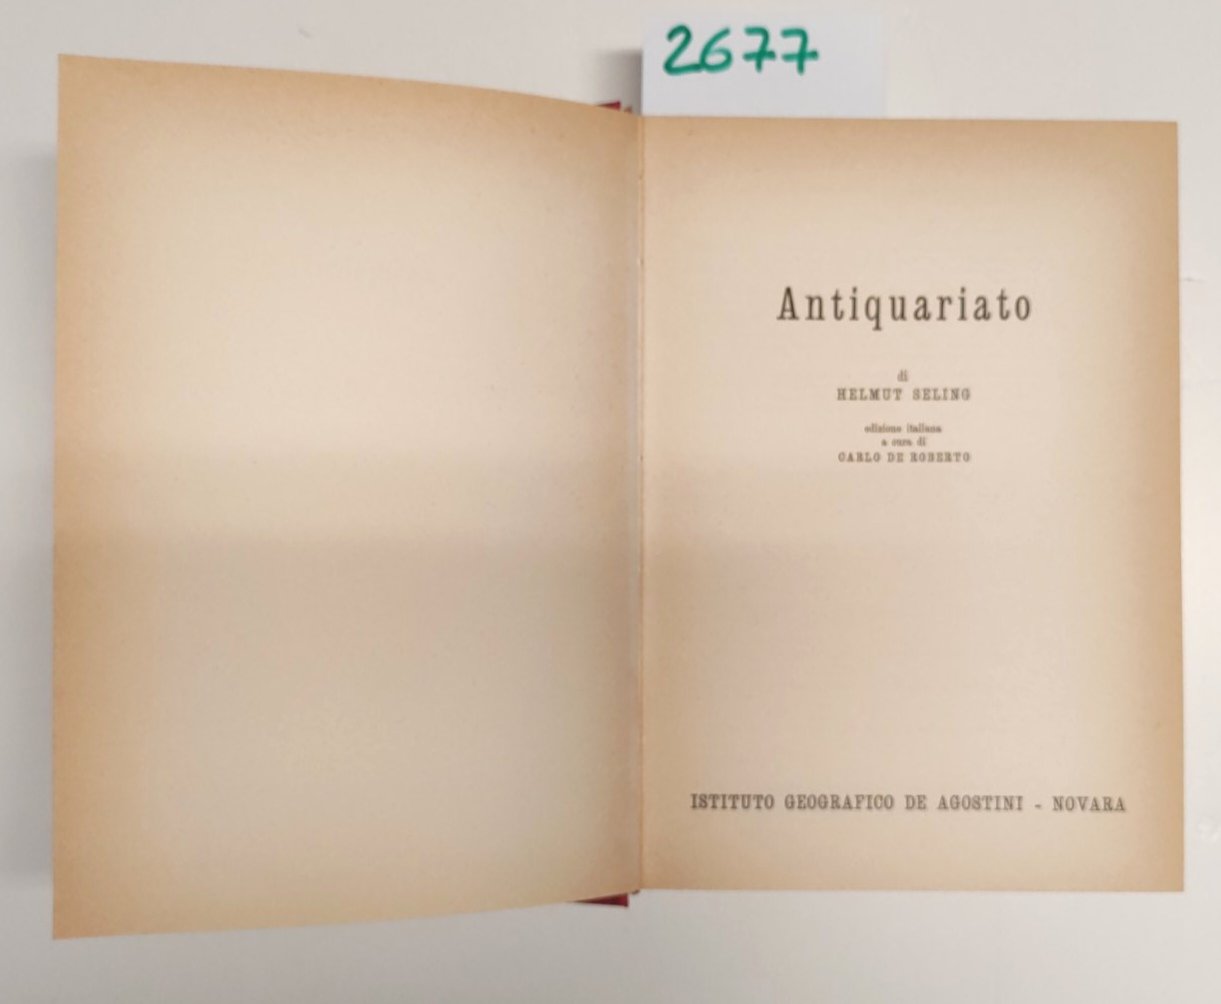 2677
Antiquariato
di
HELMUT SELING
edizione italiana
a cura di
CARLO DE ROBERTO
ISTITUTO GEOGRAFICO DE AGOSTINI - NOVARA